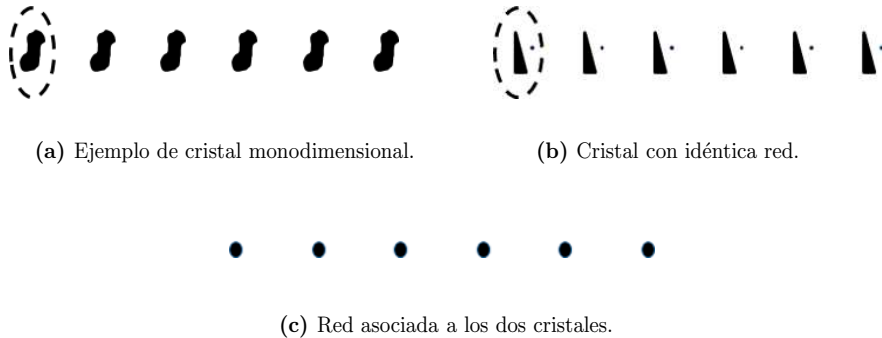 (a) Ejemplo de cristal monodimensional.
(b) Cristal con idéntica red.
(c) Red asociada a los dos cristales.